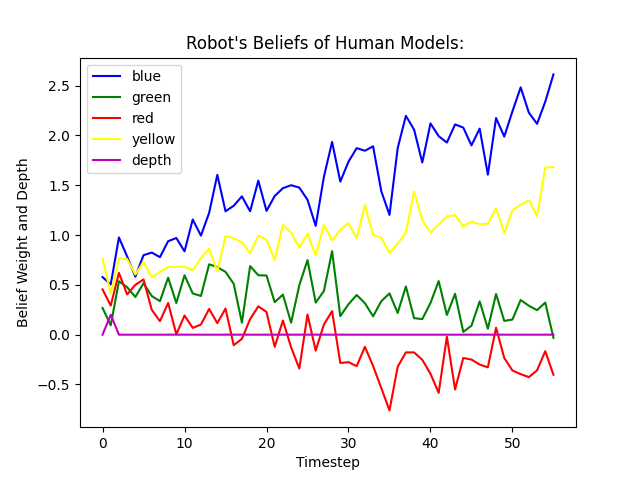 Robot's Beliefs of Human Models:
blue
green
red
yellow
depth
2.5
2.0
1.5
1.0
0.5
0.0
−0.5
Belief Weight and Depth
0 10 20 30 40 50
Timestep